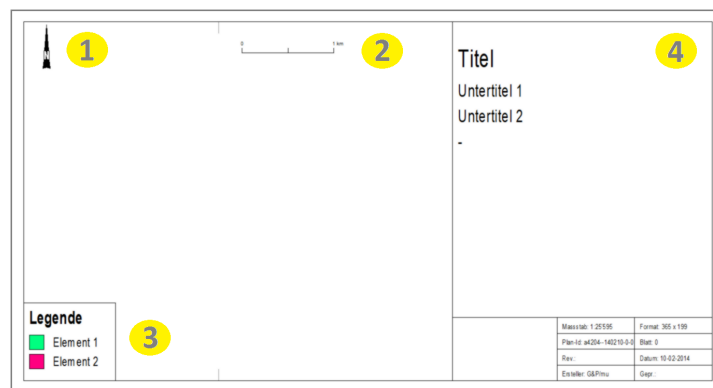 N
1
0
1 km
2
Titel
4
Untertitel 1
Untertitel 2
-
Legende
Element 1
Element 2
3
Massstab: 1:25'595
Format: 365 x 199
Plan-Id: a4204--140210-0-0
Blatt: 0
Rev.:
Datum: 10-02-2014
Ersteller: G&P/mu
Gepr.: